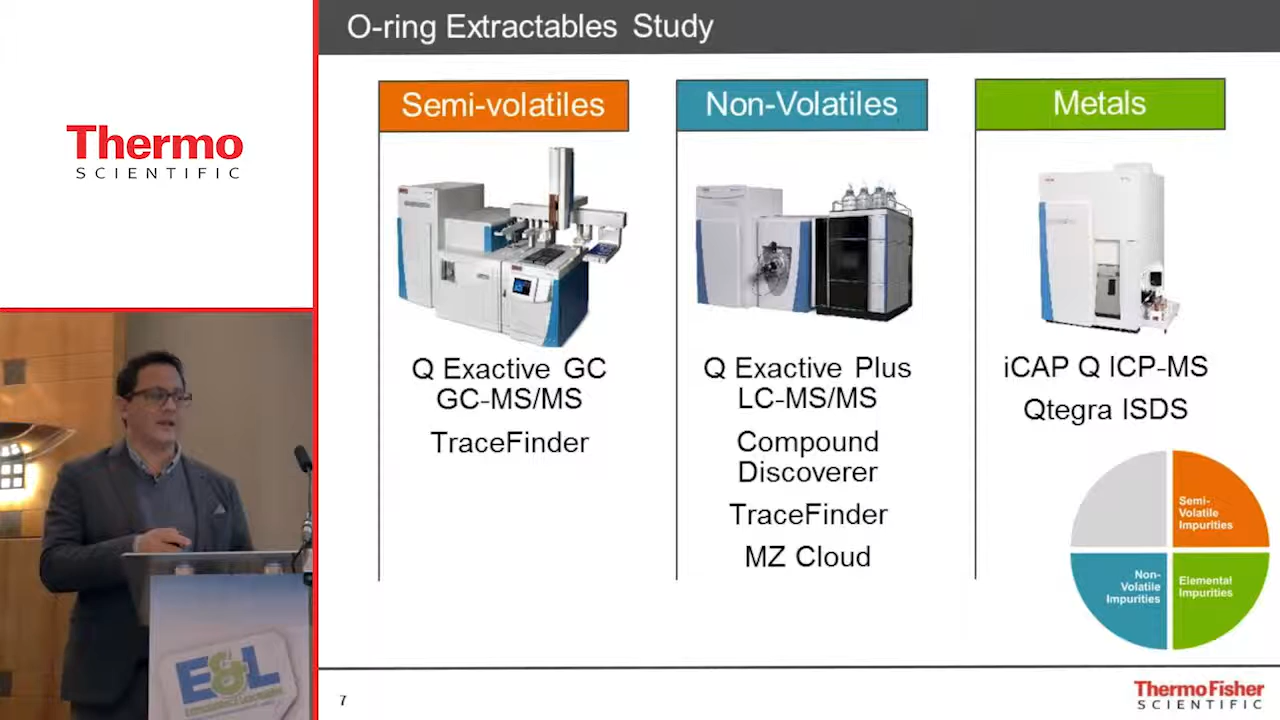 O-ring Extractables Study
Thermo
SCIENTIFIC
Semi-volatiles
Q Exactive GC
GC-MS/MS
TraceFinder
Non-Volatiles
Q Exactive Plus
LC-MS/MS
Compound
Discoverer
TraceFinder
MZ Cloud
Metals
iCAP Q ICP-MS
Qtegra ISDS
Semi-
Volatile
Impurities
Non-
Volatile
Impurities
Elemental
Impurities
E&L
7
ThermoFisher
SCIENTIFIC